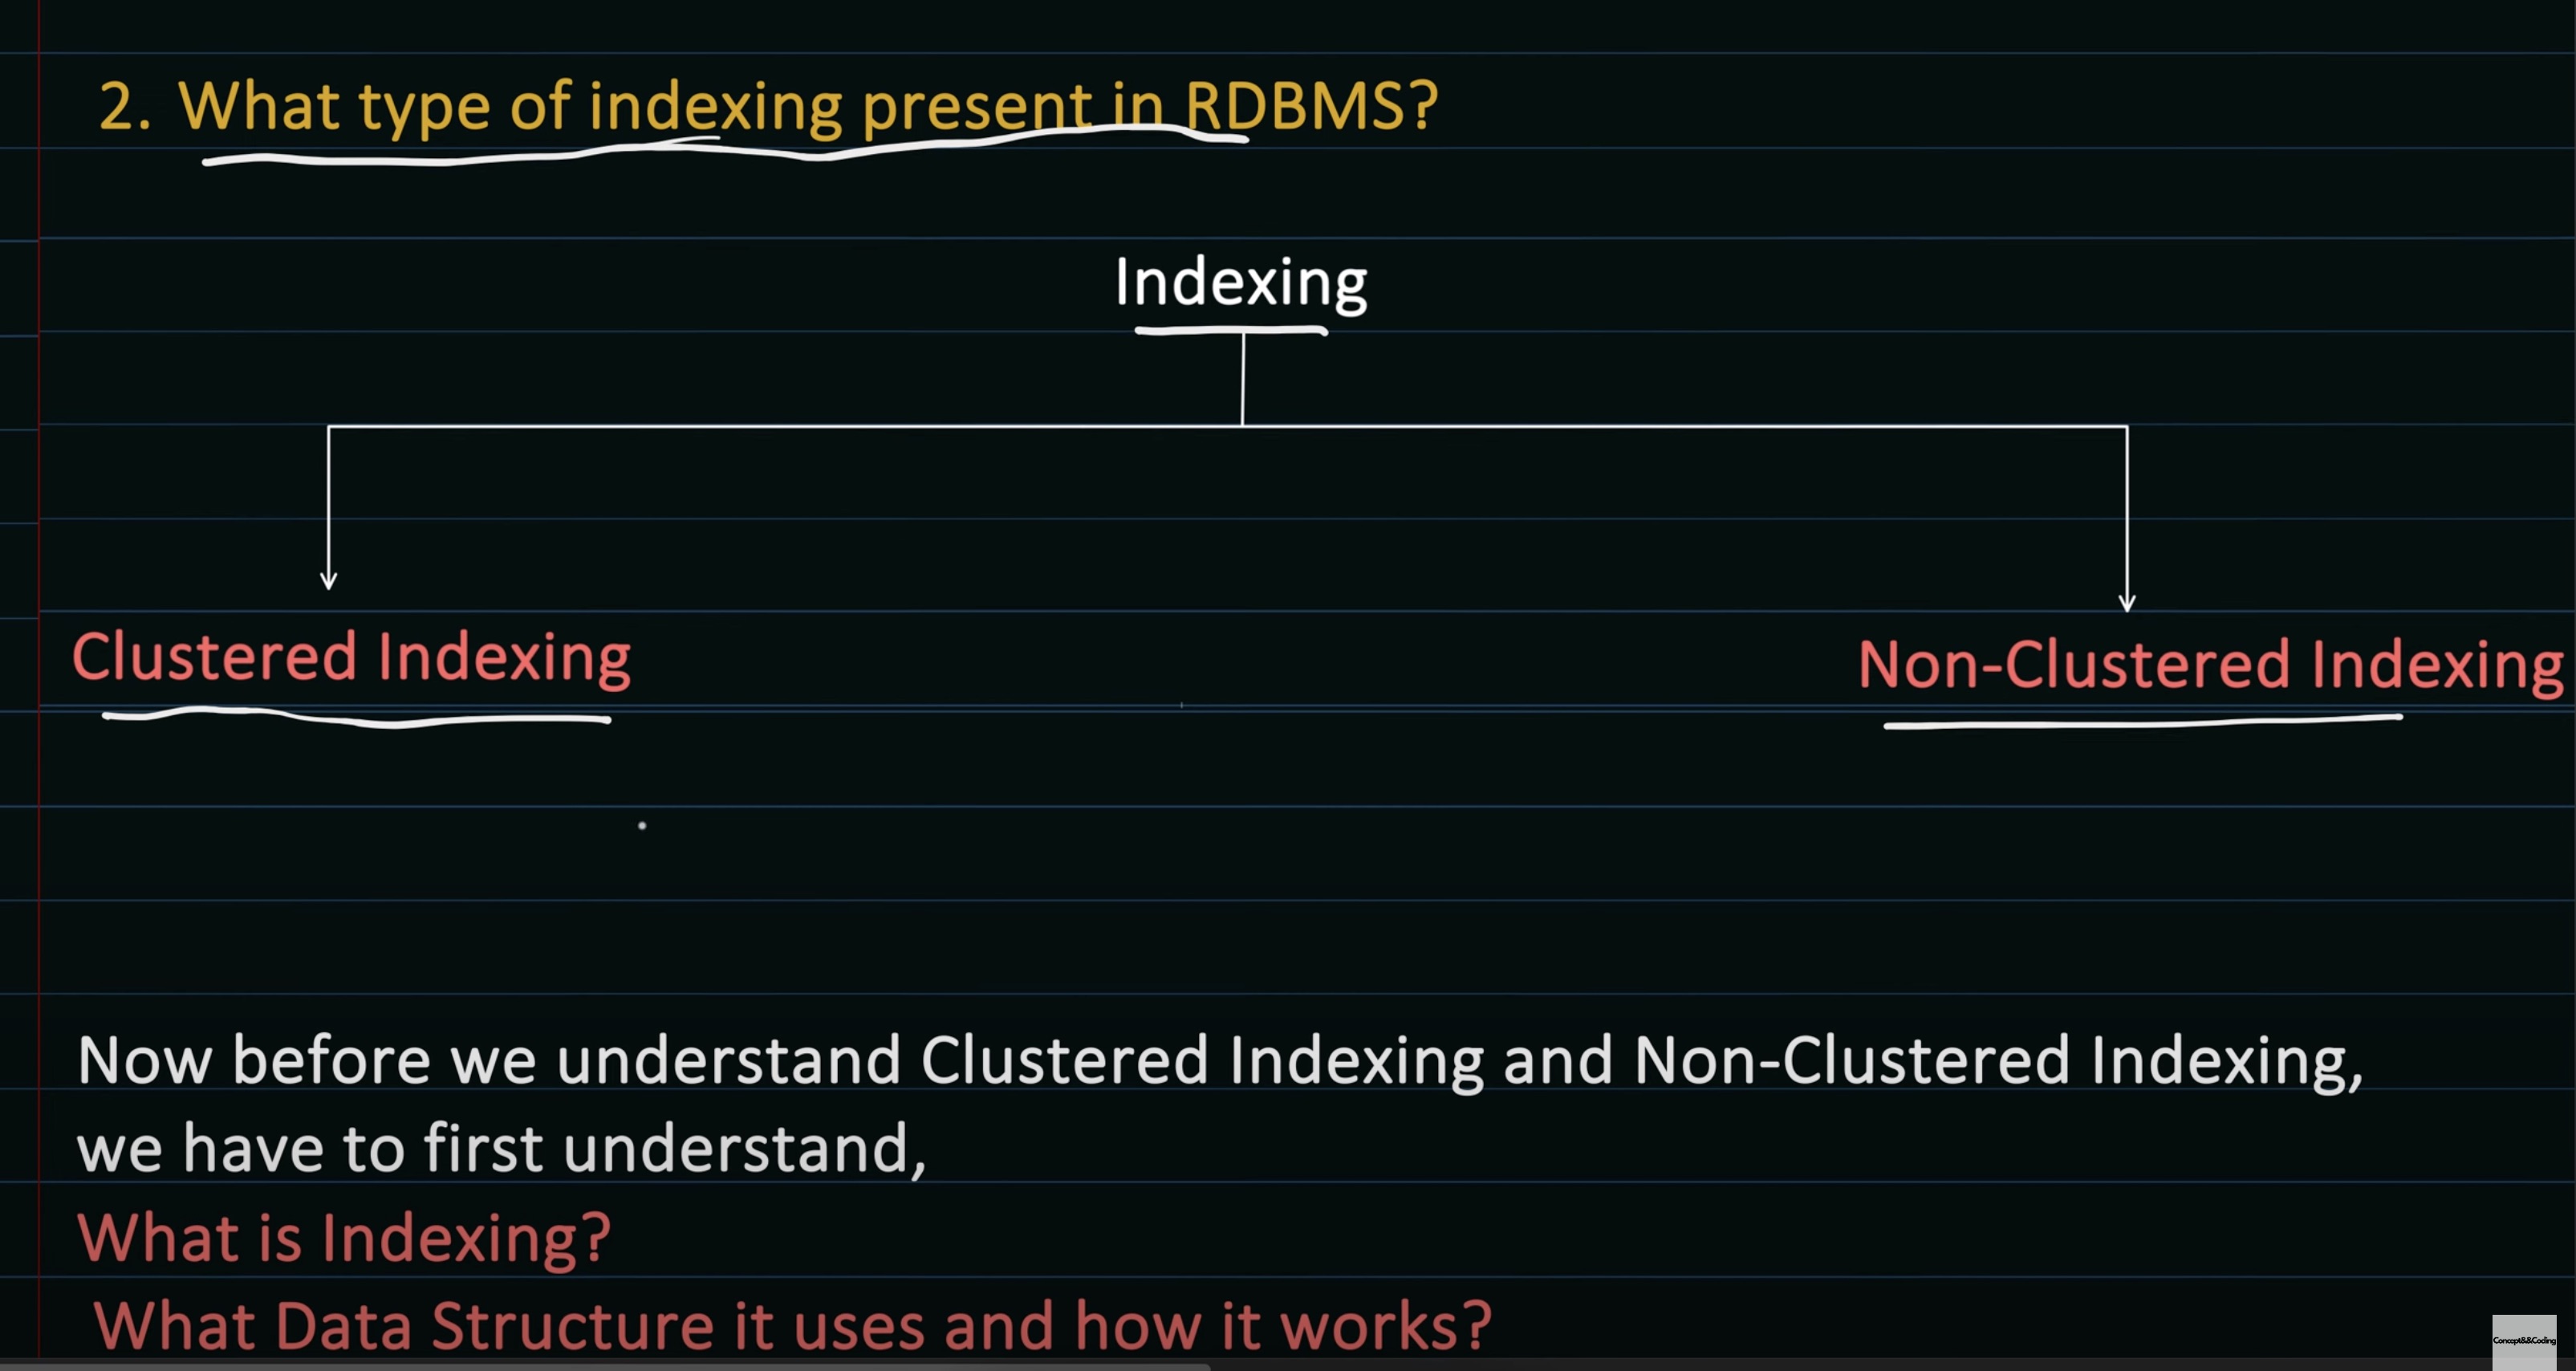 2. What type of indexing present in RDBMS?
Indexing
Clustered Indexing
Non-Clustered Indexing
Now before we understand Clustered Indexing and Non-Clustered Indexing,
we have to first understand,
What is Indexing?
What Data Structure it uses and how it works?
Concept&&Coding